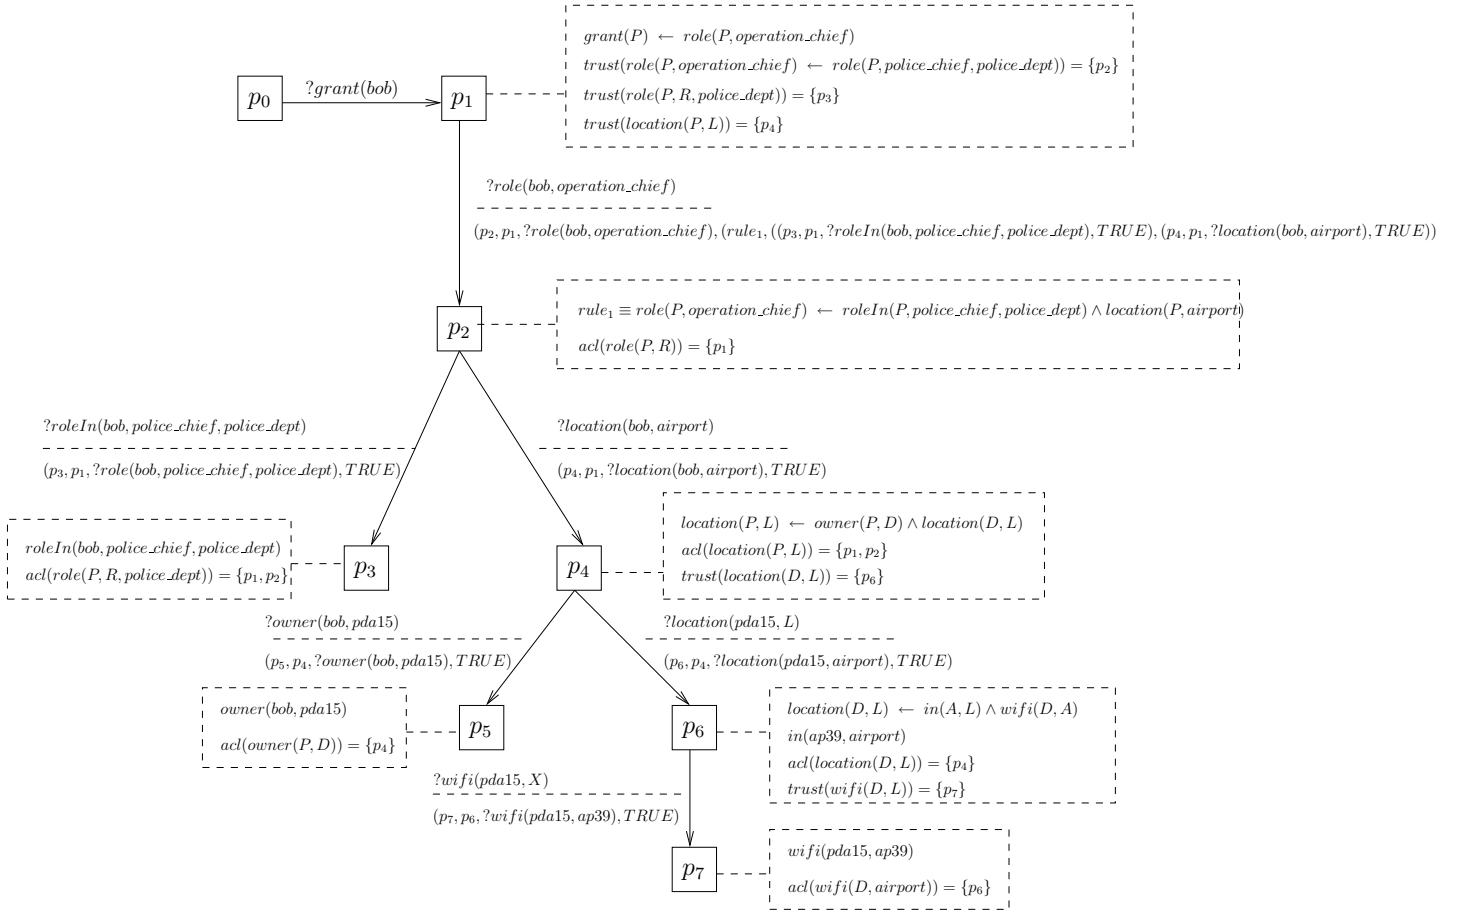 grant(P) ← role(P, operation_chief)
trust(role(P, operation_chief) ← role(P, police_chief, police_dept)) = {p₂}
trust(role(P, R, police_dept)) = {p₃}
trust(location(P, L)) = {p₄}
p₀
?grant(bob)
p₁
?role(bob, operation_chief)
(p₂, p₁, ?role(bob, operation_chief), (rule₁, ((p₃, p₁, ?roleIn(bob, police_chief, police_dept), TRUE), (p₄, p₁, ?location(bob, airport), TRUE))
p₂
rule₁ ≡ role(P, operation_chief) ← roleIn(P, police_chief, police_dept) ∧ location(P, airport)
acl(role(P, R)) = {p₁}
?roleIn(bob, police_chief, police_dept)
(p₃, p₁, ?role(bob, police_chief, police_dept), TRUE)
?location(bob, airport)
(p₄, p₁, ?location(bob, airport), TRUE)
roleIn(bob, police_chief, police_dept)
acl(role(P, R, police_dept)) = {p₁, p₂}
p₃
p₄
location(P, L) ← owner(P, D) ∧ location(D, L)
acl(location(P, L)) = {p₁, p₂}
trust(location(D, L)) = {p₆}
?owner(bob, pda15)
(p₅, p₄, ?owner(bob, pda15), TRUE)
?location(pda15, L)
(p₆, p₄, ?location(pda15, airport), TRUE)
owner(bob, pda15)
acl(owner(P, D)) = {p₄}
p₅
p₆
location(D, L) ← in(A, L) ∧ wifi(D, A)
in(ap39, airport)
acl(location(D, L)) = {p₄}
trust(wifi(D, L)) = {p₇}
?wifi(pda15, X)
(p₇, p₆, ?wifi(pda15, ap39), TRUE)
p₇
wifi(pda15, ap39)
acl(wifi(D, airport)) = {p₆}